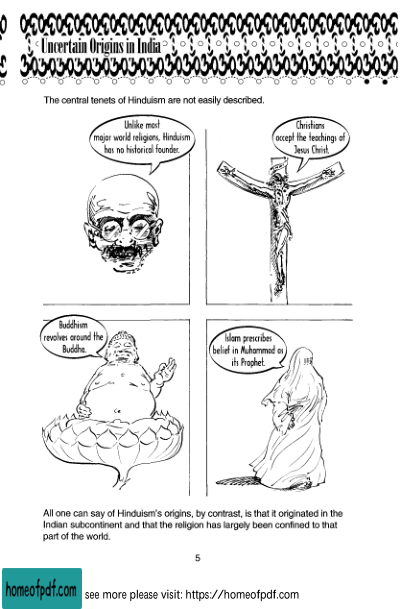 Uncertain Origins in India
The central tenets of Hinduism are not easily described.
Unlike most
major world religions, Hinduism
has no historical founder.
Christians
accept the teachings of
Jesus Christ.
Buddhism
revolves around the
Buddha.
Islam prescribes
belief in Muhammad as
its Prophet.
All one can say of Hinduism's origins, by contrast, is that it originated in the
Indian subcontinent and that the religion has largely been confined to that
part of the world.
5
homeofpdf.com
see more please visit: https://homeofpdf.com